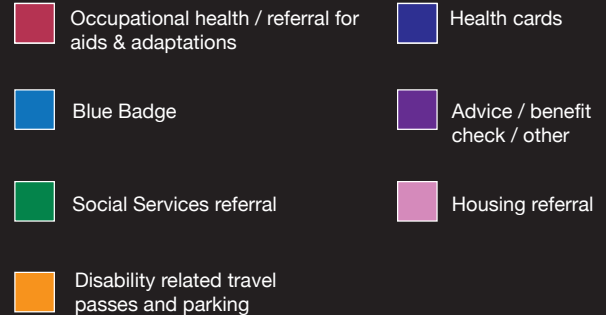 Occupational health / referral for
aids & adaptations
Blue Badge
Social Services referral
Disability related travel
passes and parking
Health cards
Advice / benefit
check / other
Housing referral